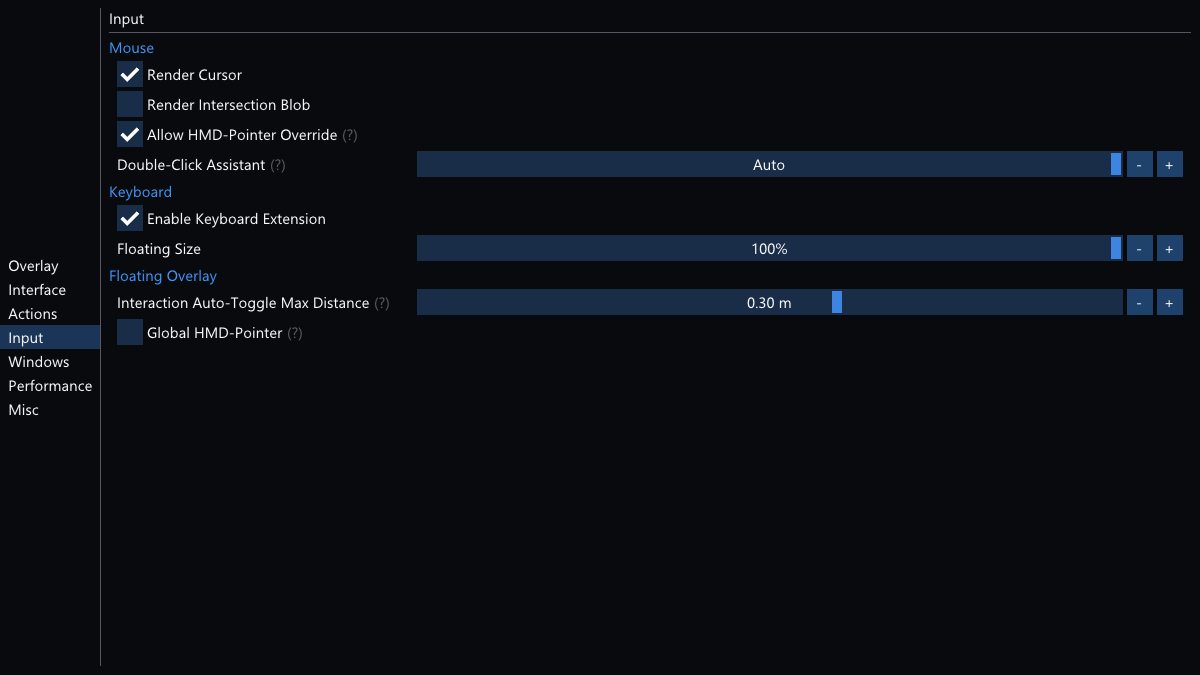 Input
Mouse
Render Cursor
Render Intersection Blob
Allow HMD-Pointer Override (?)
Double-Click Assistant (?) Auto - +
Keyboard
Enable Keyboard Extension
Floating Size 100% - +
Floating Overlay
Interaction Auto-Toggle Max Distance (?) 0.30 m - +
Global HMD-Pointer (?)
Overlay
Interface
Actions
Input
Windows
Performance
Misc